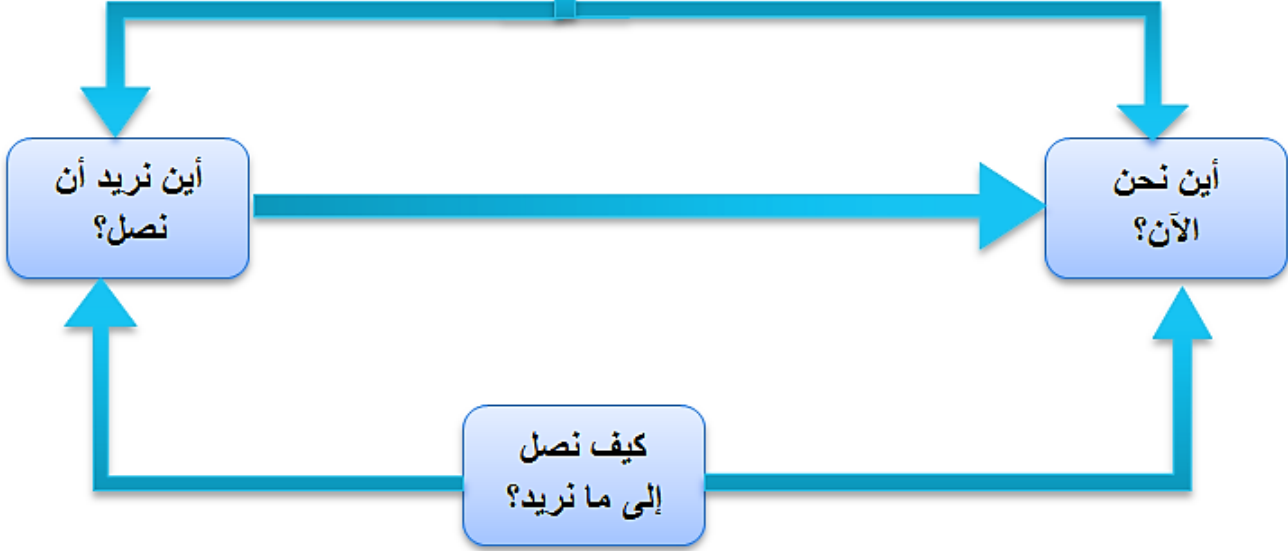 أين نحن
الآن؟
أين نريد أن
نصل؟
كيف نصل
إلى ما نريد؟